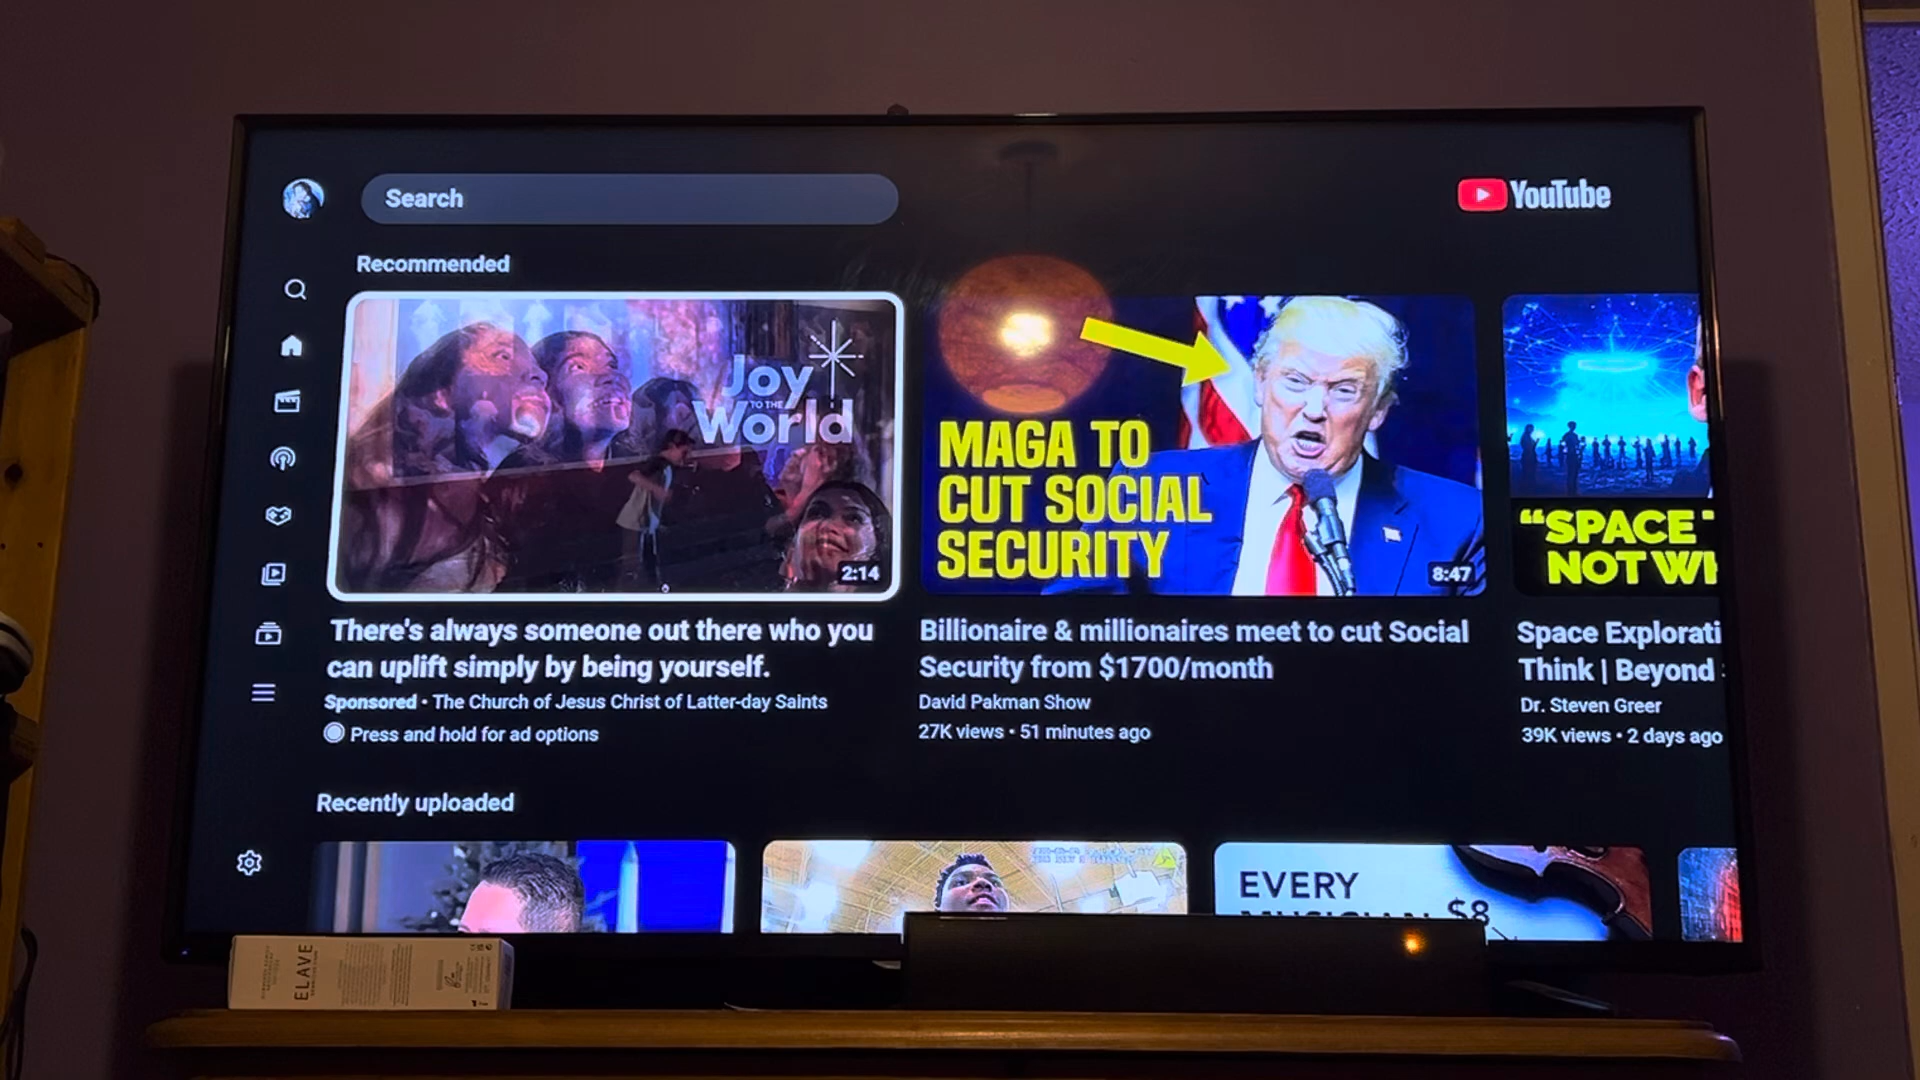 Search
YouTube
Recommended
Joy
TO THE
World
2:14
MAGA TO
CUT SOCIAL
SECURITY
8:47
"SPACE
NOT
There's always someone out there who you
can uplift simply by being yourself.
Sponsored • The Church of Jesus Christ of Latter-day Saints
Press and hold for ad options
Billionaire & millionaires meet to cut Social
Security from $1700/month
David Pakman Show
27K views • 51 minutes ago
Space
Think | Beyond
Dr. Steven Greer
39K views • 2 days ago
Recently uploaded
EVERY
MUSICIAN $8
ELAVE